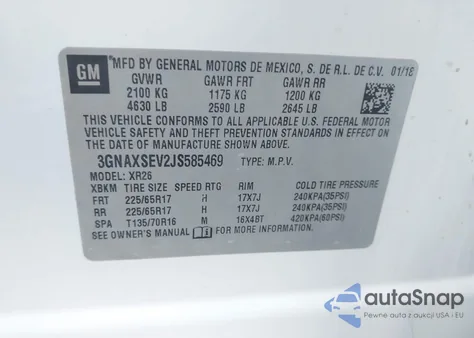 GM
MFD BY GENERAL MOTORS DE MEXICO, S. DE R.L. DE C.V. 01/18
GVWR GAWR FRT GAWR RR
2100 KG 1175 KG 1200 KG
4630 LB 2590 LB 2645 LB
THIS VEHICLE CONFORMS TO ALL APPLICABLE U.S. FEDERAL
MOTOR VEHICLE SAFETY, BUMPER, AND THEFT PREVENTION
STANDARDS IN EFFECT ON THE DATE OF MANUFACTURE SHOWN ABOVE.
3GNAXSEV2JS585469 TYPE: M.P.V.
MODEL: XR26
XBKM TIRE SIZE SPEED RTG RIM COLD TIRE PRESSURE
FRT 225/65R17 H 17X7J 240KPA(35PSI)
RR 225/65R17 H 17X7J 240KPA(35PSI)
SPA T135/70R16 M 16X4BT 420KPA(60PSI)
SEE OWNER'S MANUAL FOR MORE INFORMATION
autoSnap
Pewne auta z aukcji USA i EU